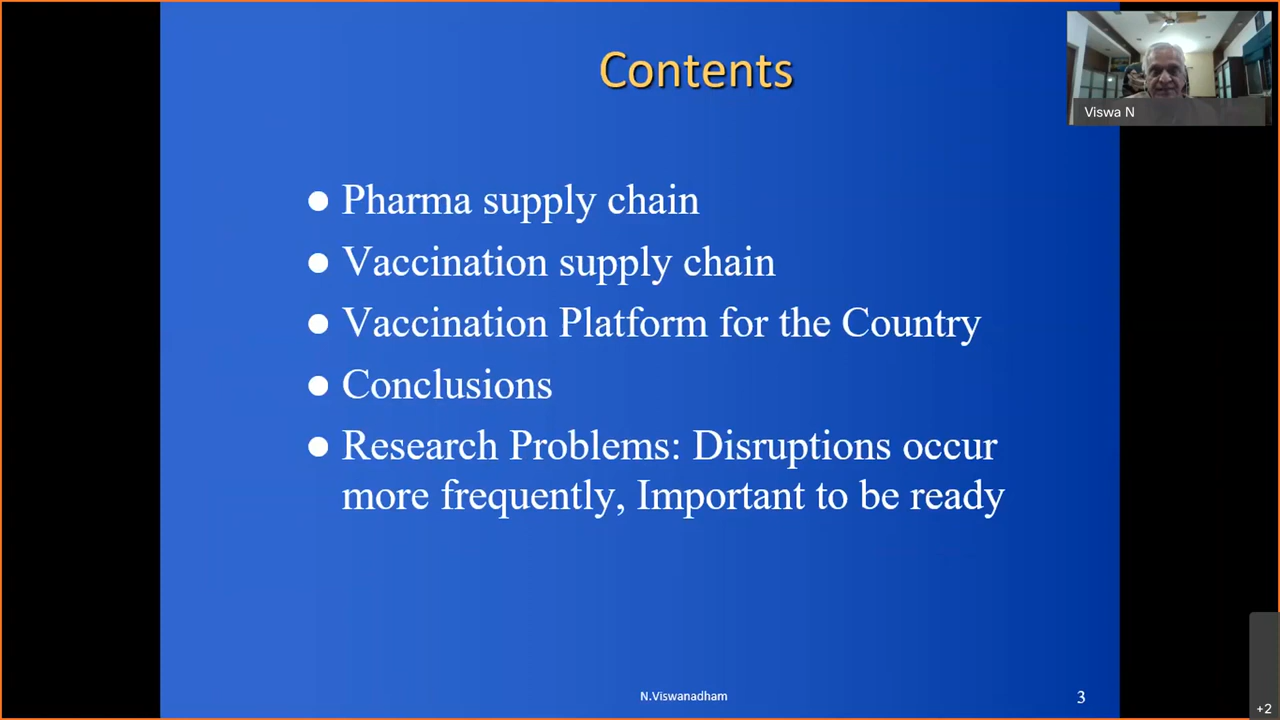 Contents
Viswa N
● Pharma supply chain
● Vaccination supply chain
● Vaccination Platform for the Country
● Conclusions
● Research Problems: Disruptions occur
more frequently, Important to be ready
N.Viswanadham
3
+2